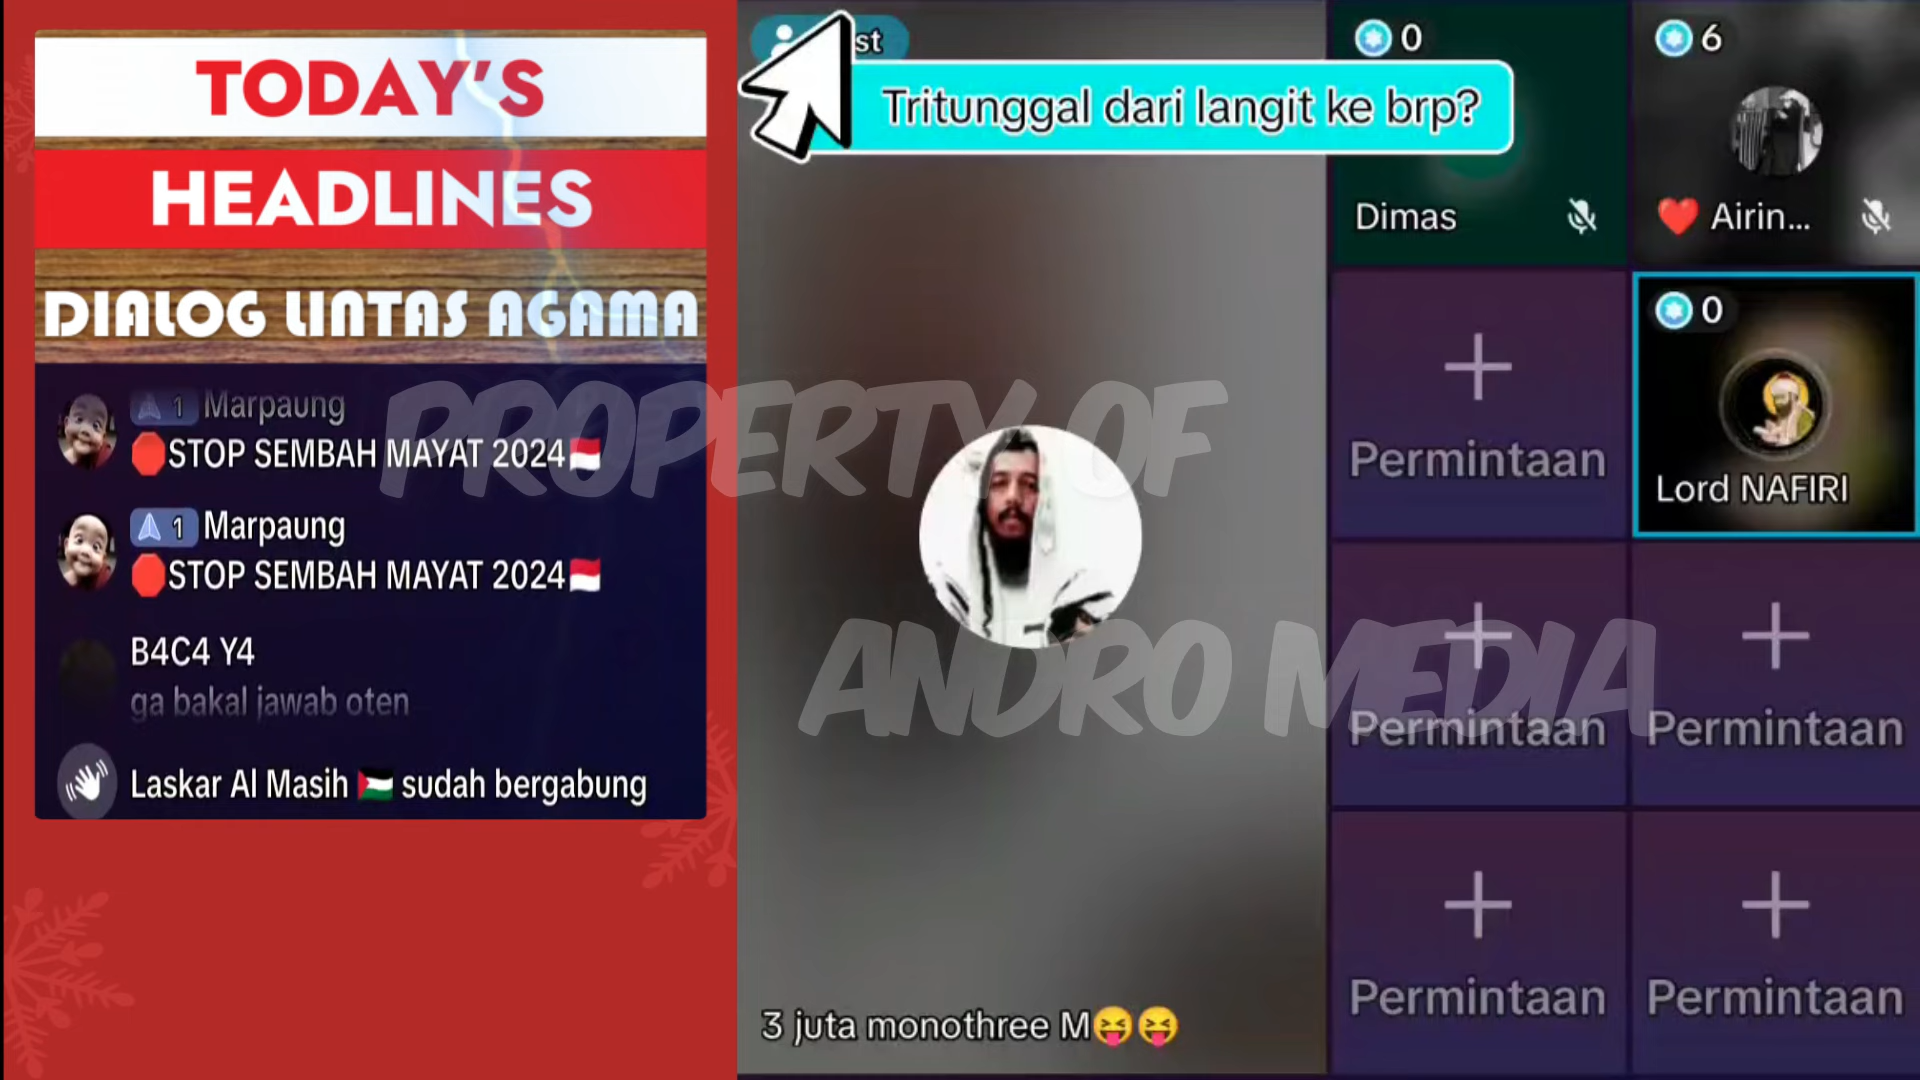 TODAY'S
HEADLINES
DIALOG LINTAS AGAMA
1 Marpaung
🛑STOP SEMBAH MAYAT 2024🇮🇩
1 Marpaung
🛑STOP SEMBAH MAYAT 2024🇮🇩
B4C4 Y4
ga bakal jawab oten
Laskar Al Masih 🇵🇸 sudah bergabung
Tritunggal dari langit ke brp?
3 juta monothree M😝😝
0
Dimas
6
❤️ Airin...
Permintaan
0
Lord NAFIRI
Permintaan
Permintaan
Permintaan
Permintaan
PROPERTY OF
ANDRO MEDIA